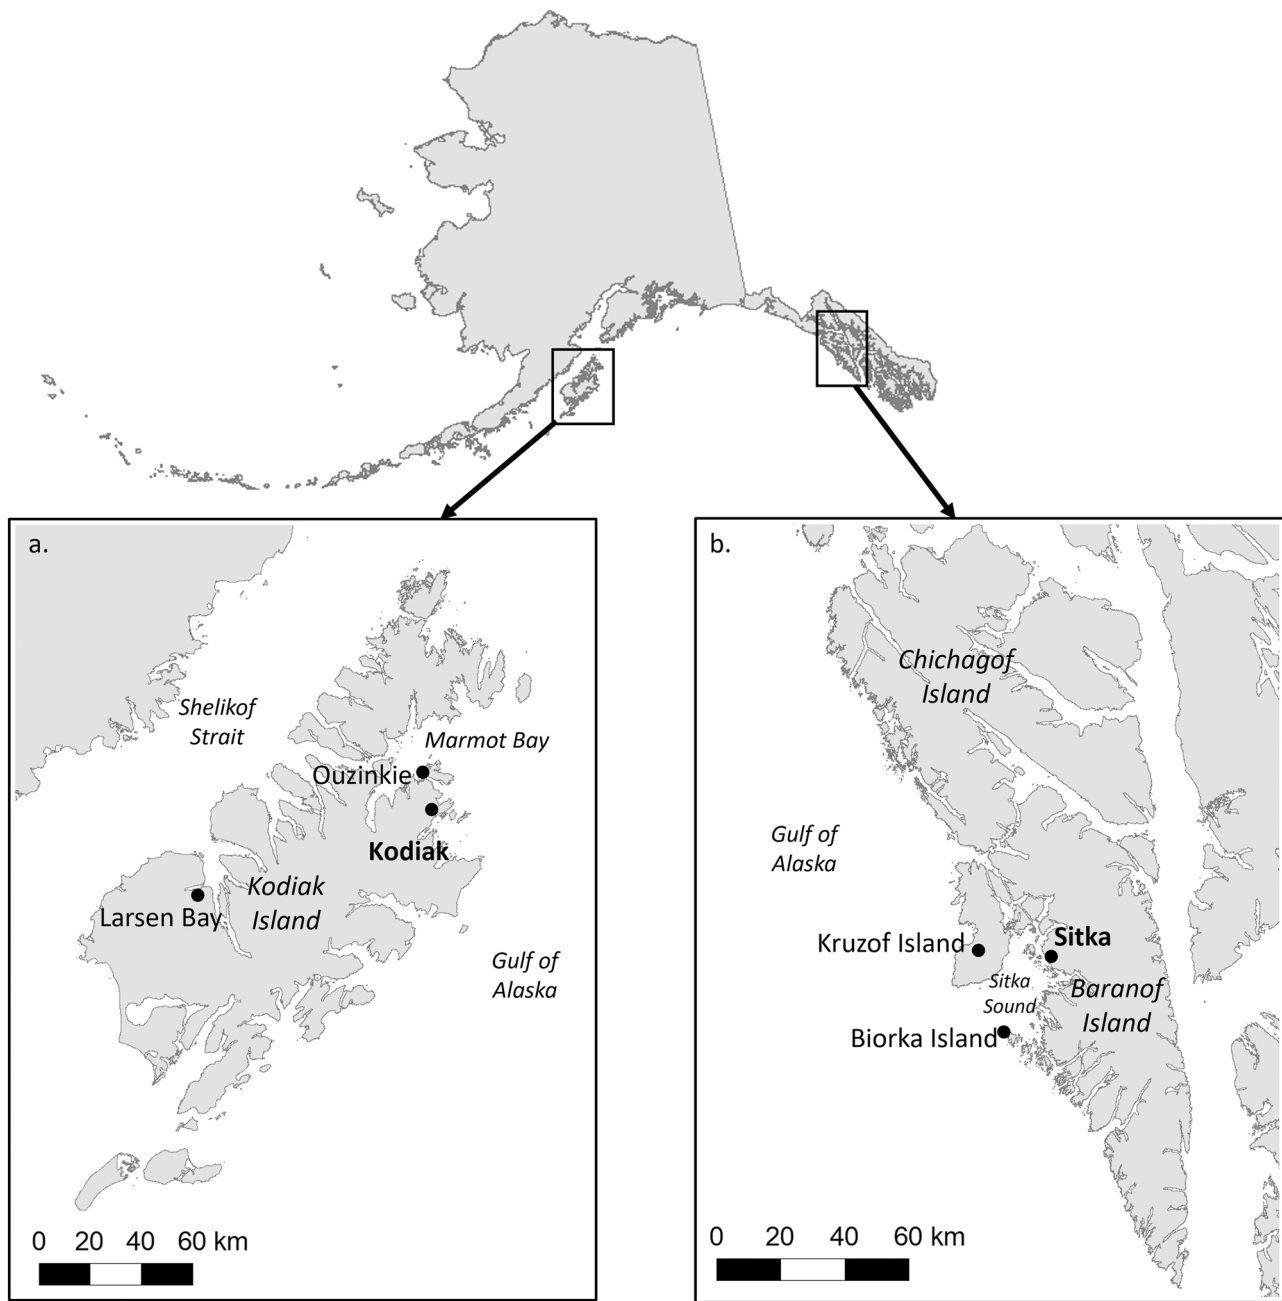 a.
Shelikof
Strait
Marmot Bay
Ouzinkie
Kodiak
Kodiak
Island
Larsen Bay
Gulf of
Alaska
0 20 40 60 km
b.
Chichagof
Island
Gulf of
Alaska
Kruzof Island
Sitka
Sitka
Sound
Baranof
Island
Biorka Island
0 20 40 60 km